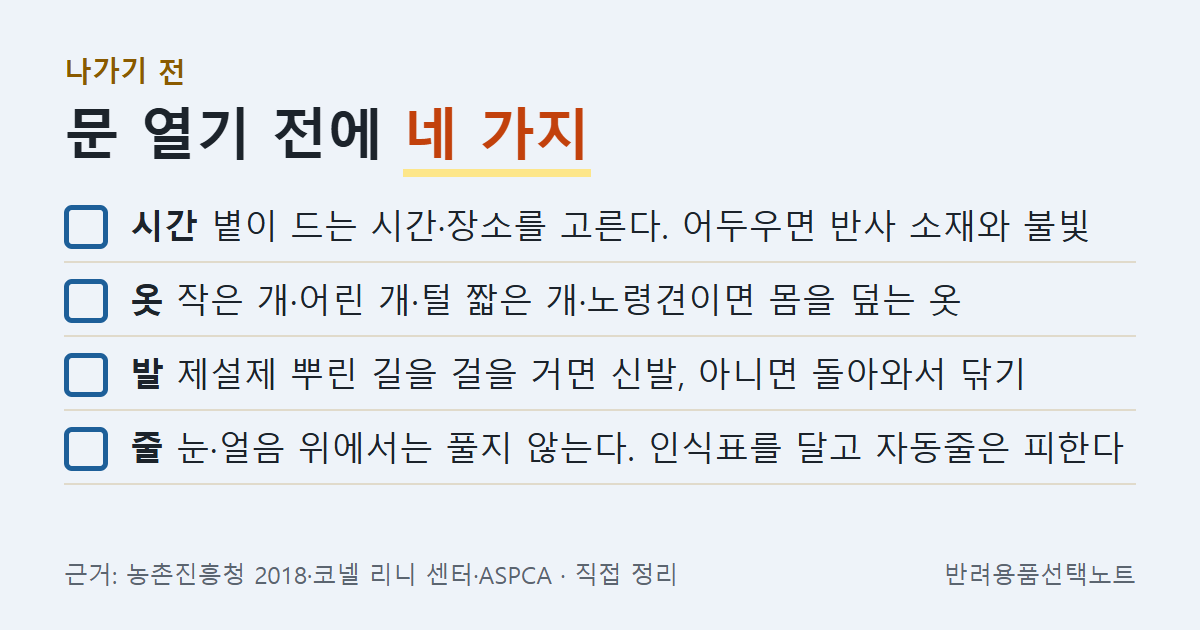 나가기 전
문 열기 전에 네 가지
시간 볕이 드는 시간·장소를 고른다. 어두우면 반사 소재와 불빛
옷 작은 개·어린 개·털 짧은 개·노령견이면 몸을 덮는 옷
발 제설제 뿌린 길을 걸을 거면 신발, 아니면 돌아와서 닦기
줄 눈·얼음 위에서는 풀지 않는다. 인식표를 달고 자동줄은 피한다
근거: 농촌진흥청 2018·코넬 리니 센터·ASPCA · 직접 정리
반려용품선택노트